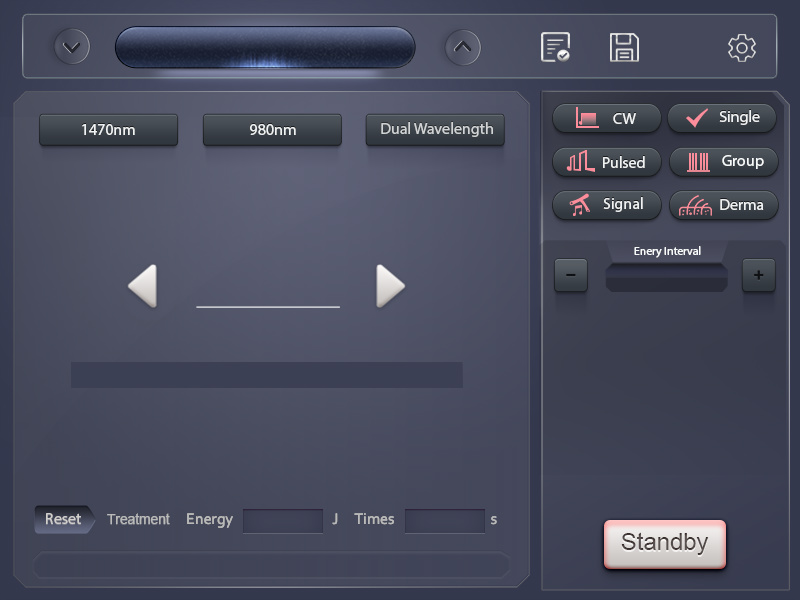 1470nm 980nm Dual Wavelength
CW Single
Pulsed Group
Signal Derma
Enery Interval
− +
Reset Treatment Energy J Times s
Standby